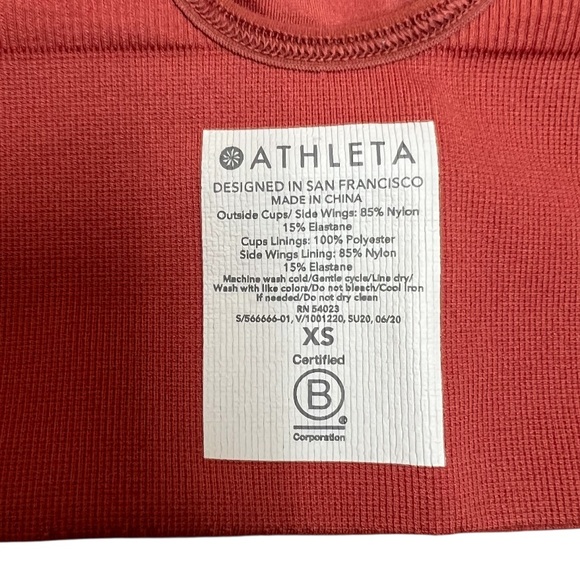 ATHLETA
DESIGNED IN SAN FRANCISCO
MADE IN CHINA
Outside Cups/ Side Wings: 85% Nylon
15% Elastane
Cups Linings: 100% Polyester
Side Wings Lining: 85% Nylon
15% Elastane
Machine wash cold/Gentle cycle/Line dry/
Wash with like colors/Do not bleach/Cool Iron
If needed/Do not dry clean
RN 54023
S/566666-01, V/1001220, SU20, 06/20
XS
Certified
B
Corporation